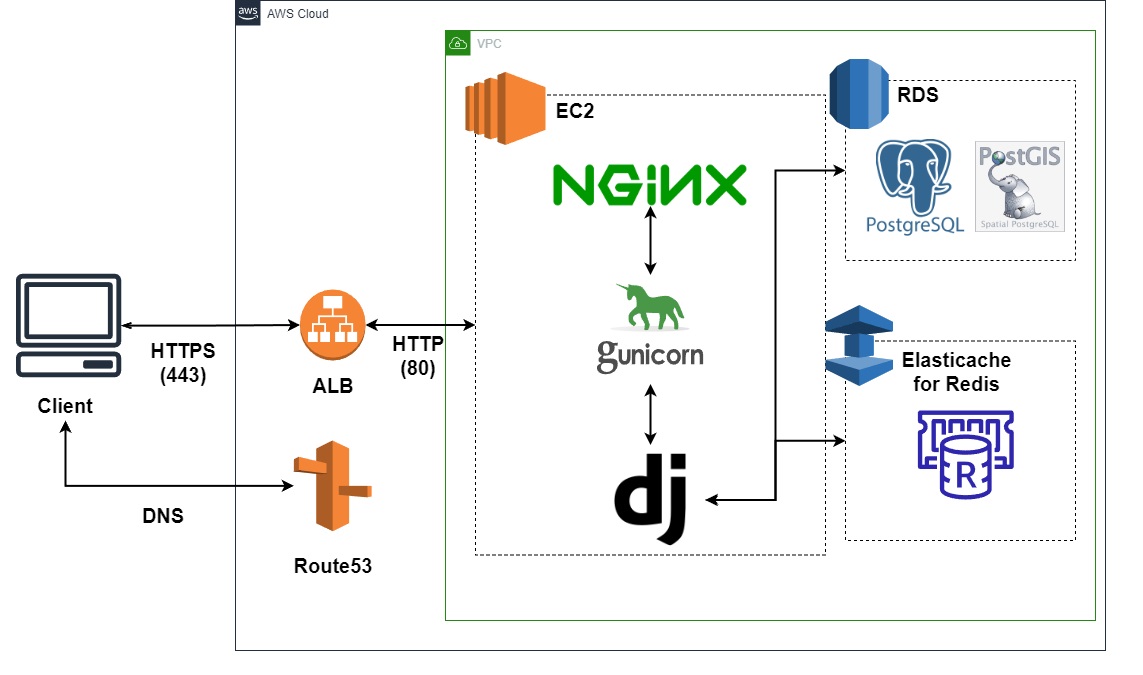 aws
AWS Cloud
VPC
EC2
RDS
NGiNX
PostgreSQL
PostGIS
Spatial PostgreSQL
gunicorn
HTTPS
(443)
HTTP
(80)
ALB
Client
Elasticache
for Redis
R
dj
DNS
Route53